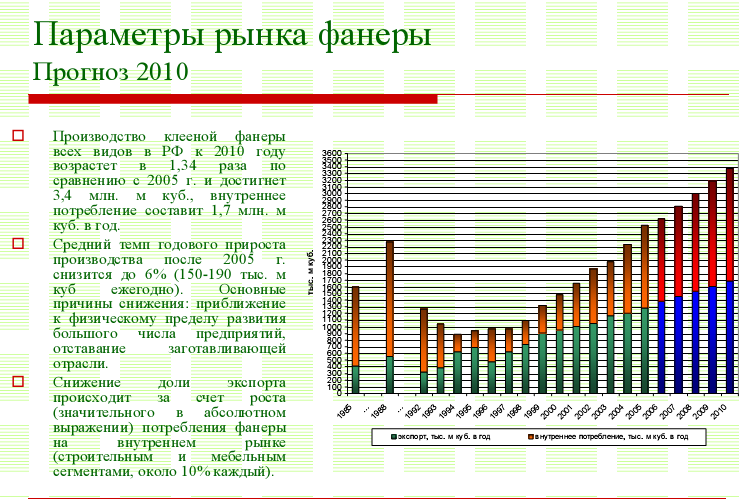 Параметры рынка фанеры
Прогноз 2010
Производство клееной фанеры
всех видов в РФ к 2010 году
возрастет в 1,34 раза по
сравнению с 2005 г. и достигнет
3,4 млн. м куб., внутреннее
потребление составит 1,7 млн. м
куб. в год.
Средний темп годового прироста
производства после 2005 г.
снизится до 6% (150-190 тыс. м
куб ежегодно). Основные
причины снижения: приближение
к физическому пределу развития
большого числа предприятий,
отставание заготавливающей
отрасли.
Снижение доли экспорта
происходит за счет роста
(значительного в абсолютном
выражении) потребления фанеры
на внутреннем рынке
(строительным и мебельным
сегментами, около 10% каждый).
тыс. м куб.
3600
3500
3400
3300
3200
3100
3000
2900
2800
2700
2600
2500
2400
2300
2200
2100
2000
1900
1800
1700
1600
1500
1400
1300
1200
1100
1000
900
800
700
600
500
400
300
200
100
0
1985 ... 1988 ... 1992 1993 1994 1995 1996 1997 1998 1999 2000 2001 2002 2003 2004 2005 2006 2007 2008 2009 2010
экспорт, тыс. м куб. в год внутреннее потребление, тыс. м куб. в год